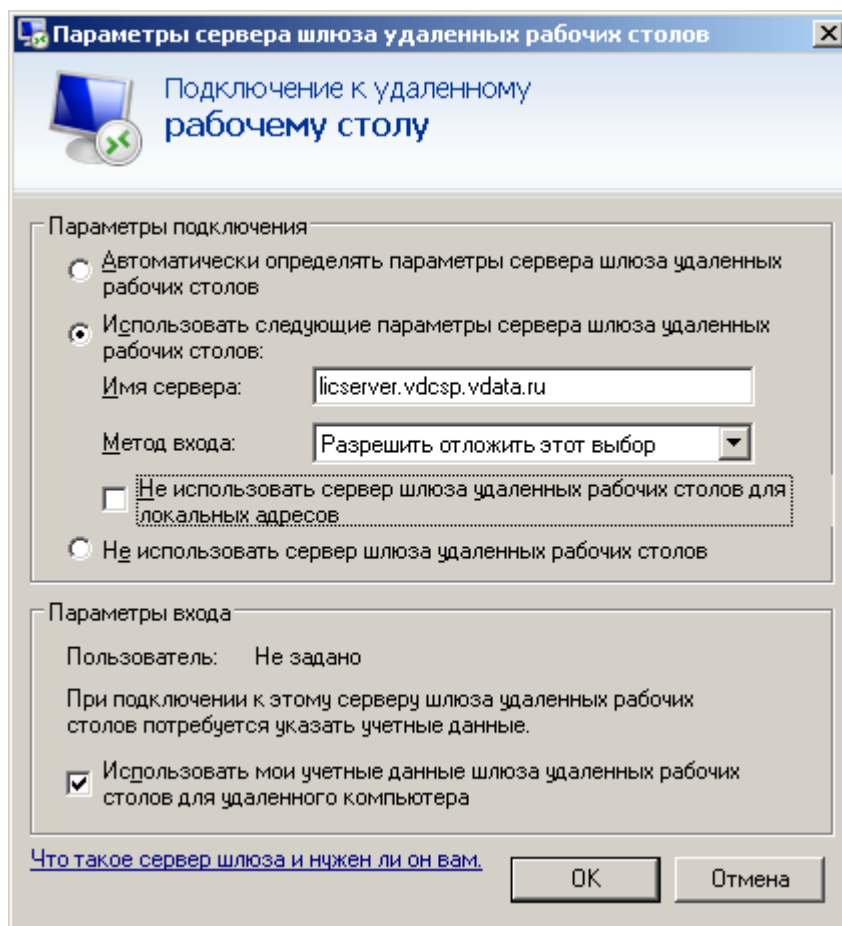 Параметры сервера шлюза удаленных рабочих столов
Подключение к удаленному
рабочему столу
Параметры подключения
Автоматически определять параметры сервера шлюза удаленных
рабочих столов
Использовать следующие параметры сервера шлюза удаленных
рабочих столов:
Имя сервера: licserver.vdcsp.vdata.ru
Метод входа: Разрешить отложить этот выбор
Не использовать сервер шлюза удаленных рабочих столов для
локальных адресов
Не использовать сервер шлюза удаленных рабочих столов
Параметры входа
Пользователь: Не задано
При подключении к этому серверу шлюза удаленных рабочих
столов потребуется указать учетные данные.
Использовать мои учетные данные шлюза удаленных рабочих
столов для удаленного компьютера
Что такое сервер шлюза и нужен ли он вам.
OK Отмена